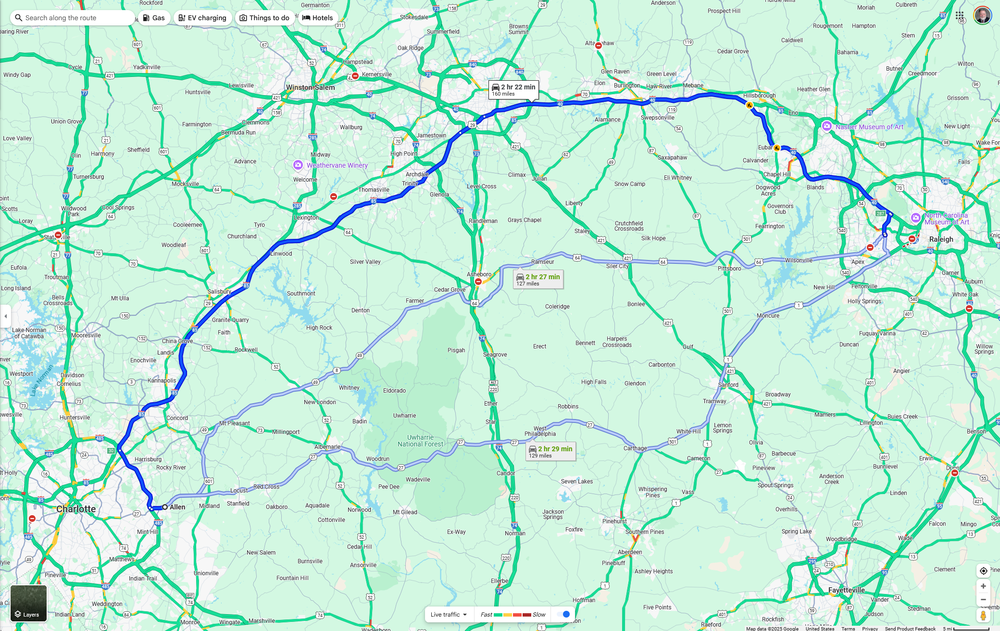 Search along the route
Gas
EV charging
Things to do
Hotels
Rockford
Germanton
Stokesdale
Summerfield
Browns
Summit
Anderson
Prospect Hill
Hurdle Mills
Moriah
Culbreth
Rougemont
Hampton
Stem
Caldwell
Bahama
Cedar Grove
Oak Ridge
Hampstead
Kernersville
Winston-Salem
Altamahaw
Glen Raven
Green Level
Elon
Burlington
Haw River
Mebane
Butner
Creedmoor
Wilton
Grissom
Heather Glen
Hillsborough
Eno
Windy Gap
Cycle
Yadkinville
Huntsville
Lewisville
2 hr 22 min
160 miles
Union Grove
Farmington
Clemmons
Bermuda Run
Wallburg
Jamestown
Alamance
Swepsonville
Nasher Museum of Art
New Light
Love Valley
Olin
Harmony
Sheffield
Advance
Midway
High Point
Weathervane Winery
Welcome
Archdale
Trinity
Climax
Julian
Saxapahaw
Eli Whitney
Snow Camp
Calvander
Chapel Hill
Dogwood
Acres
Blands
Falls
Turnersburg
Mocksville
Thomasville
Glenola
Level Cross
Liberty
Governors
Club
Scotts
Wildwood
Park
Cool Springs
Loray
Cooleemee
Tyro
Lexington
Randleman
Grays Chapel
Staley
Crutchfield
Crossroads
Silk Hope
Fearrington
North Carolina
Museum of Art
Raleigh
Churchland
Woodleaf
Linwood
Silver Valley
Ramseur
Siler City
Pittsboro
Wilsonville
Apex
Garner
Auburn
Eufola
Troutman
Asheboro
2 hr 27 min
127 miles
Long Island
Bells
Crossroads
Mt Ulla
Salisbury
Southmont
Cedar Grove
Farmer
Coleridge
Bonlee
New Hill
Feltonville
Holly Springs
White Oak
Moncure
Denton
Granite Quarry
Faith
High Rock
Lake Norman
of Catawba
Mooresville
China Grove
Landis
Rockwell
Enochville
Pisgah
Seagrove
Erect
Bennett
Harpers
Crossroads
Gulf
Carbonton
Fuquay-Varina
Duncan
Willow
Springs
Angier
Westport
Davidson
Cornelius
Lake Norman
Kannapolis
Whitney
Eldorado
High Falls
Glendon
Sanford
Tramway
Broadway
New London
Uwharrie
Ether
Robbins
Mamers
Buies Creek
Lillington
Huntersville
Concord
Mt Pleasant
Millingport
Badin
Star
West
Philadelphia
White Hill
Lemon
Springs
Benson
Uwharrie
National Forest
Albemarle
Carthage
Cameron
Olivia
Barbecue
2 hr 29 min
129 miles
Harrisburg
Rocky River
Woodrun
Candor
Pineview
Bunnlevel
Erwin
Dunn
Wadeville
Seven Lakes
Anderson
Creek
Spout Springs
Linden
Locust
Red Cross
Pee Dee
Whispering
Pines
Vass
Charlotte
Allen
Midland
Stanfield
Oakboro
Aquadale
Norwood
Mt Gilead
Jackson
Springs
Overhills
Cottonville
Pinehurst
Foxfire
Southern Pines
Falcon
Mingo
Mint Hill
Ex-Way
Norman
Spring Lake
Woodbridge
Wade
Matthews
New Salem
Burnsville
Cedar Hill
Ansonville
Aberdeen
Pinebluff
Ashley Heights
Clement
Pineville
Indian Trail
Unionville
Fountain Hill
Ellerbe
Fayetteville
Vander
Weddington
Hoffman
Five Points
Stedman
Indian Land
Monroe
Wingate
Marshville
Wadesboro
Raeford
Rockfish
Judson
Layers
Live traffic
Fast
Slow
Map data ©2025 Google
United States
Terms
Privacy
Send Product Feedback
5 mi